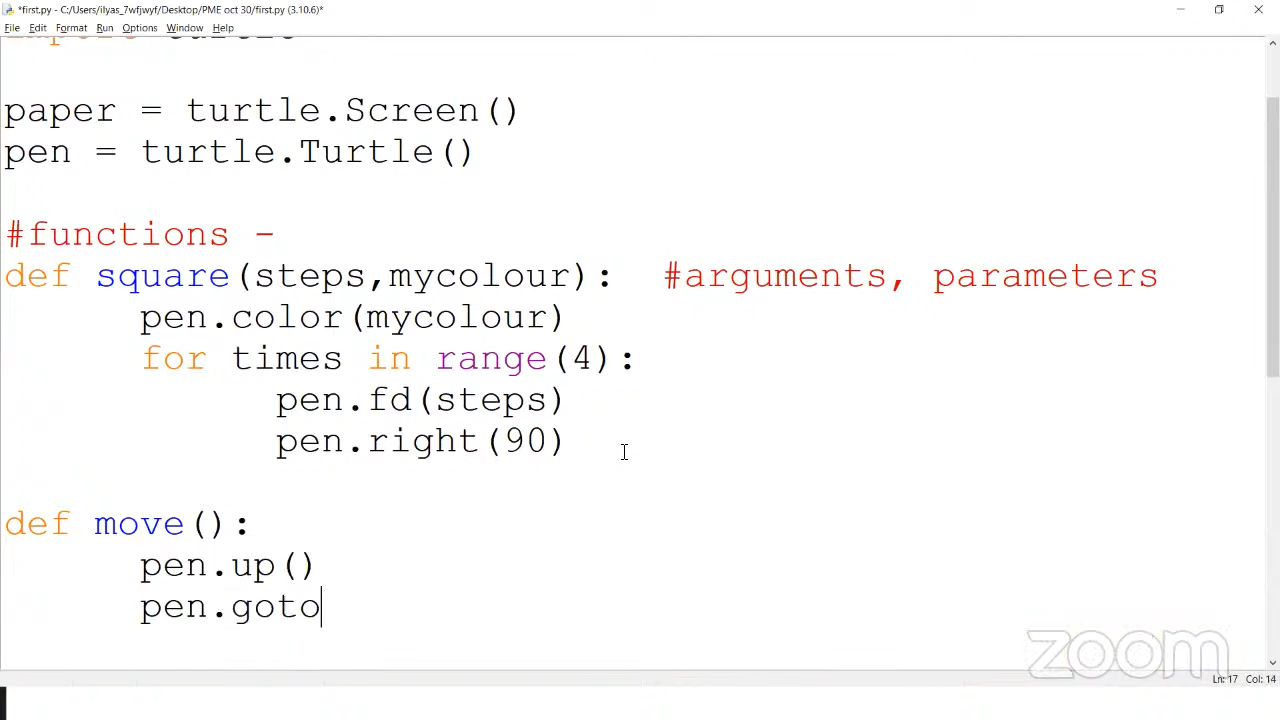 *first.py - C:/Users/ilyas_7wfjwyf/Desktop/PME oct 30/first.py (3.10.6)*
File Edit Format Run Options Window Help
import turtle
paper = turtle.Screen()
pen = turtle.Turtle()
#functions -
def square(steps,mycolour): #arguments, parameters
pen.color(mycolour)
for times in range(4):
pen.fd(steps)
pen.right(90)
def move():
pen.up()
pen.goto
zoom
Ln: 17 Col: 14